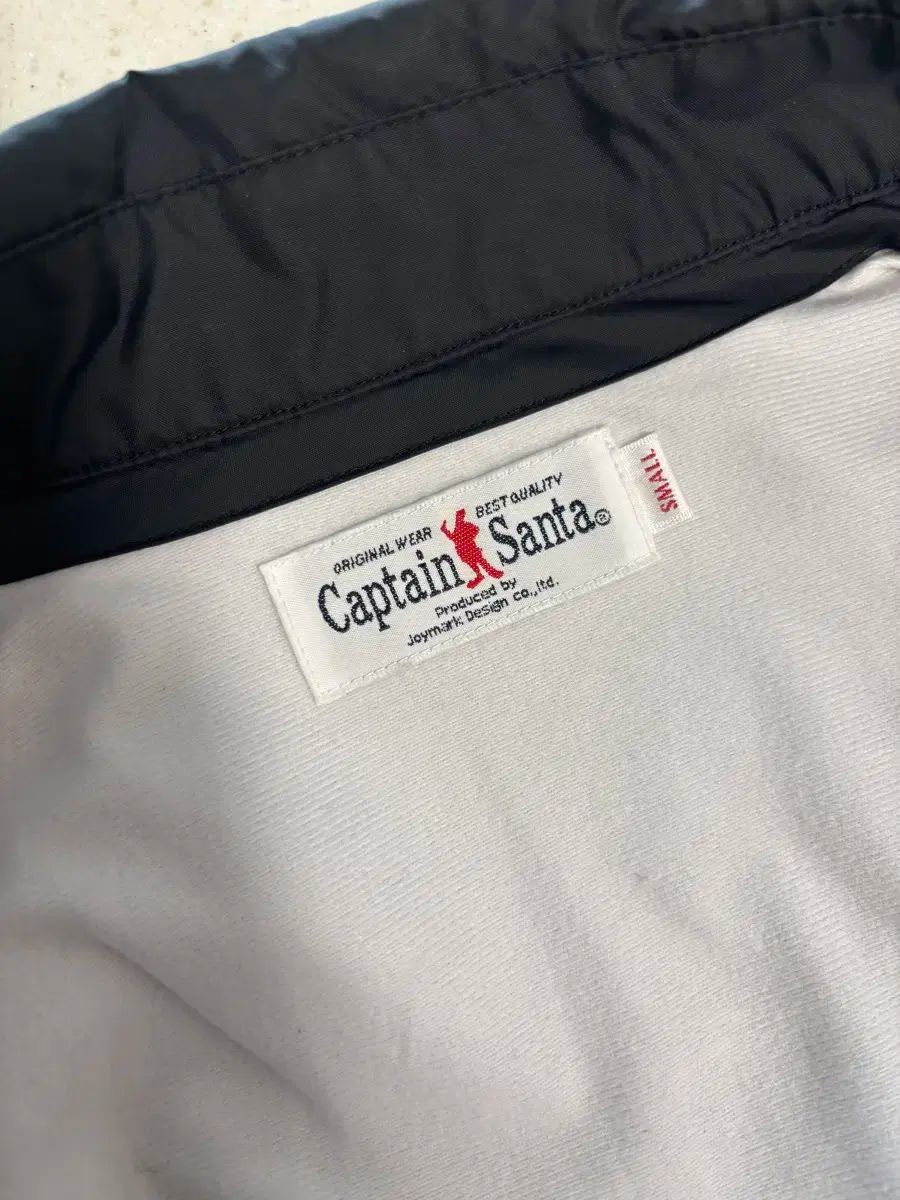 ORIGINAL WEAR BEST QUALITY
Captain Santa®
Produced by
Joymark Design Co.,ltd.
SMALL